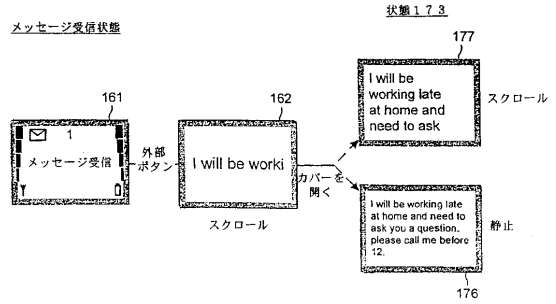 メッセージ受信状態
状態173
161
1
メッセージ受信
外部
ボタン
162
I will be worki
スクロール
カバーを
開く
177
I will be
working late
at home and
need to ask
スクロール
I will be working late
at home and need to
ask you a question,
please call me before
12.
静止
176